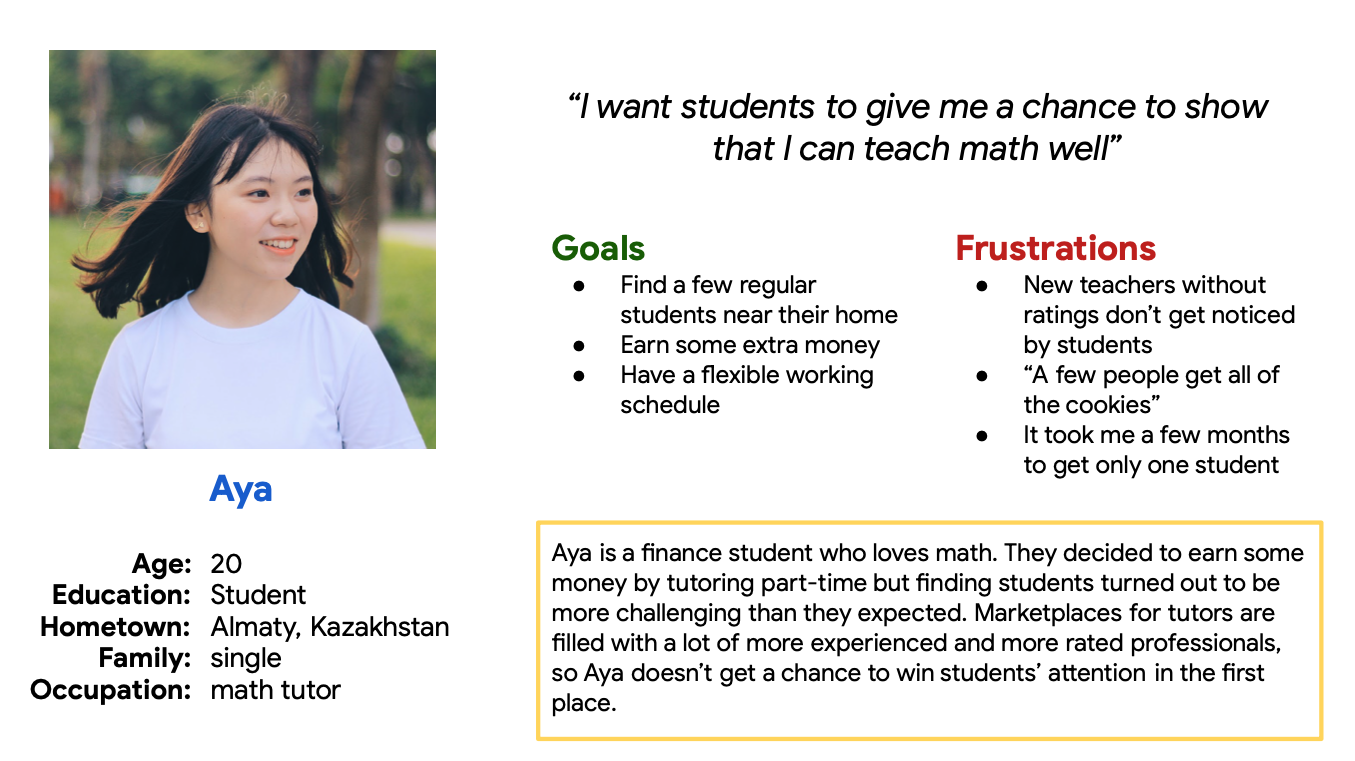 “I want students to give me a chance to show
that I can teach math well”
Goals
● Find a few regular
students near their home
● Earn some extra money
● Have a flexible working
schedule
Frustrations
● New teachers without
ratings don’t get noticed
by students
● “A few people get all of
the cookies”
● It took me a few months
to get only one student
Aya
Age: 20
Education: Student
Hometown: Almaty, Kazakhstan
Family: single
Occupation: math tutor
Aya is a finance student who loves math. They decided to earn some
money by tutoring part-time but finding students turned out to be
more challenging than they expected. Marketplaces for tutors are
filled with a lot of more experienced and more rated professionals,
so Aya doesn’t get a chance to win students’ attention in the first
place.